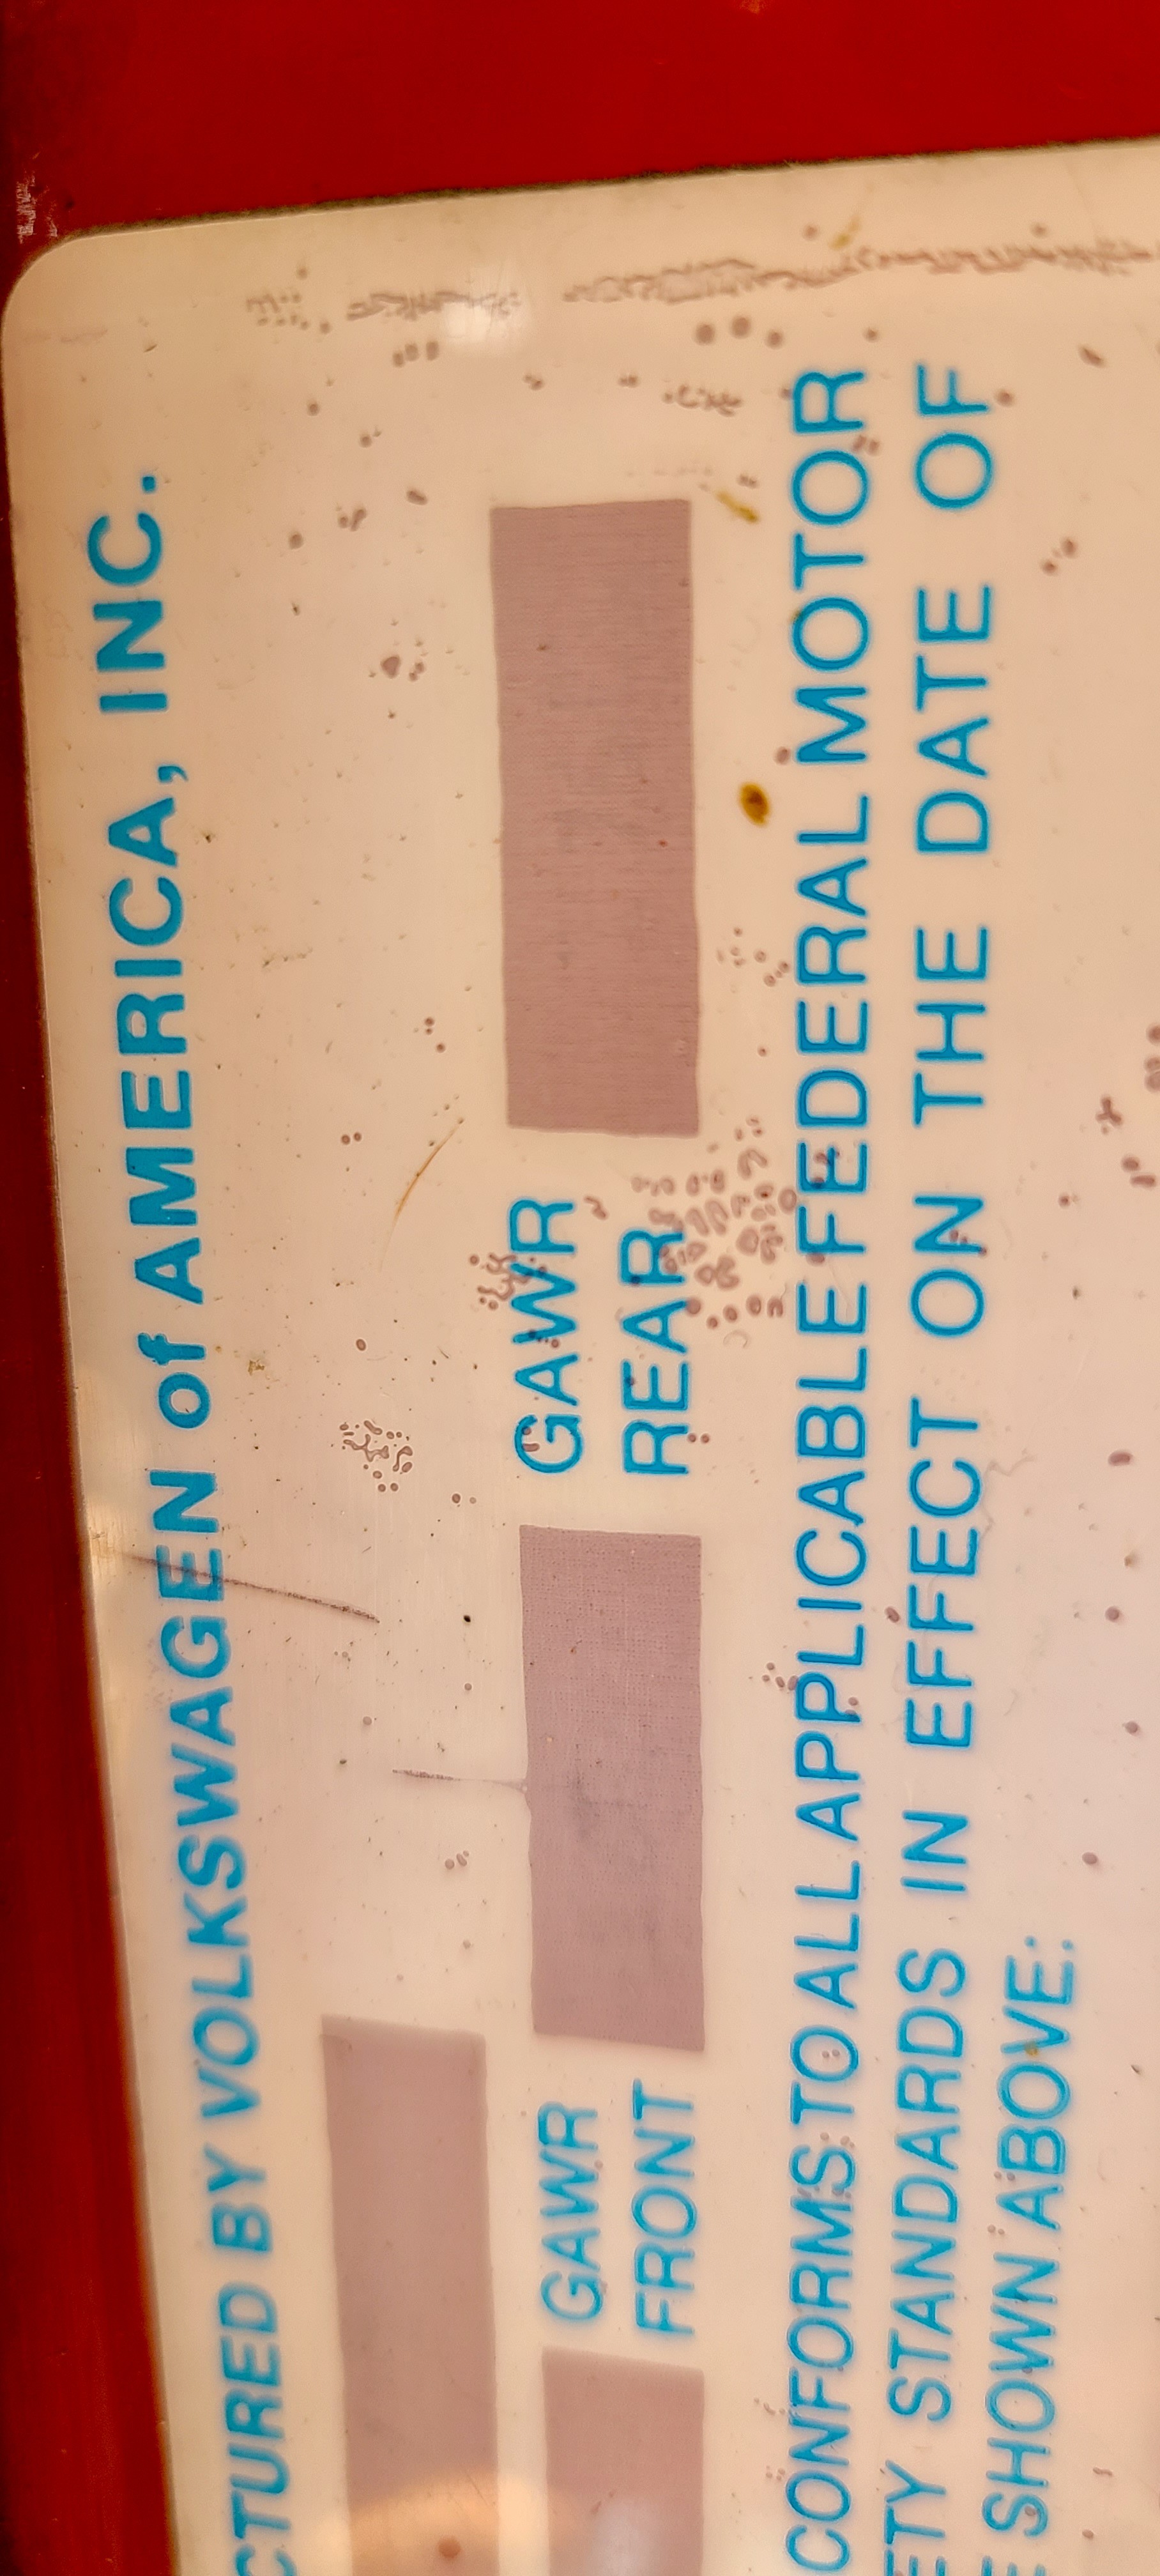 CTURED BY VOLKSWAGEN of AMERICA, INC.
GAWR FRONT
GAWR REAR
CONFORMS TO ALL APPLICABLE FEDERAL MOTOR
ETY STANDARDS IN EFFECT ON THE DATE OF
SHOWN ABOVE: